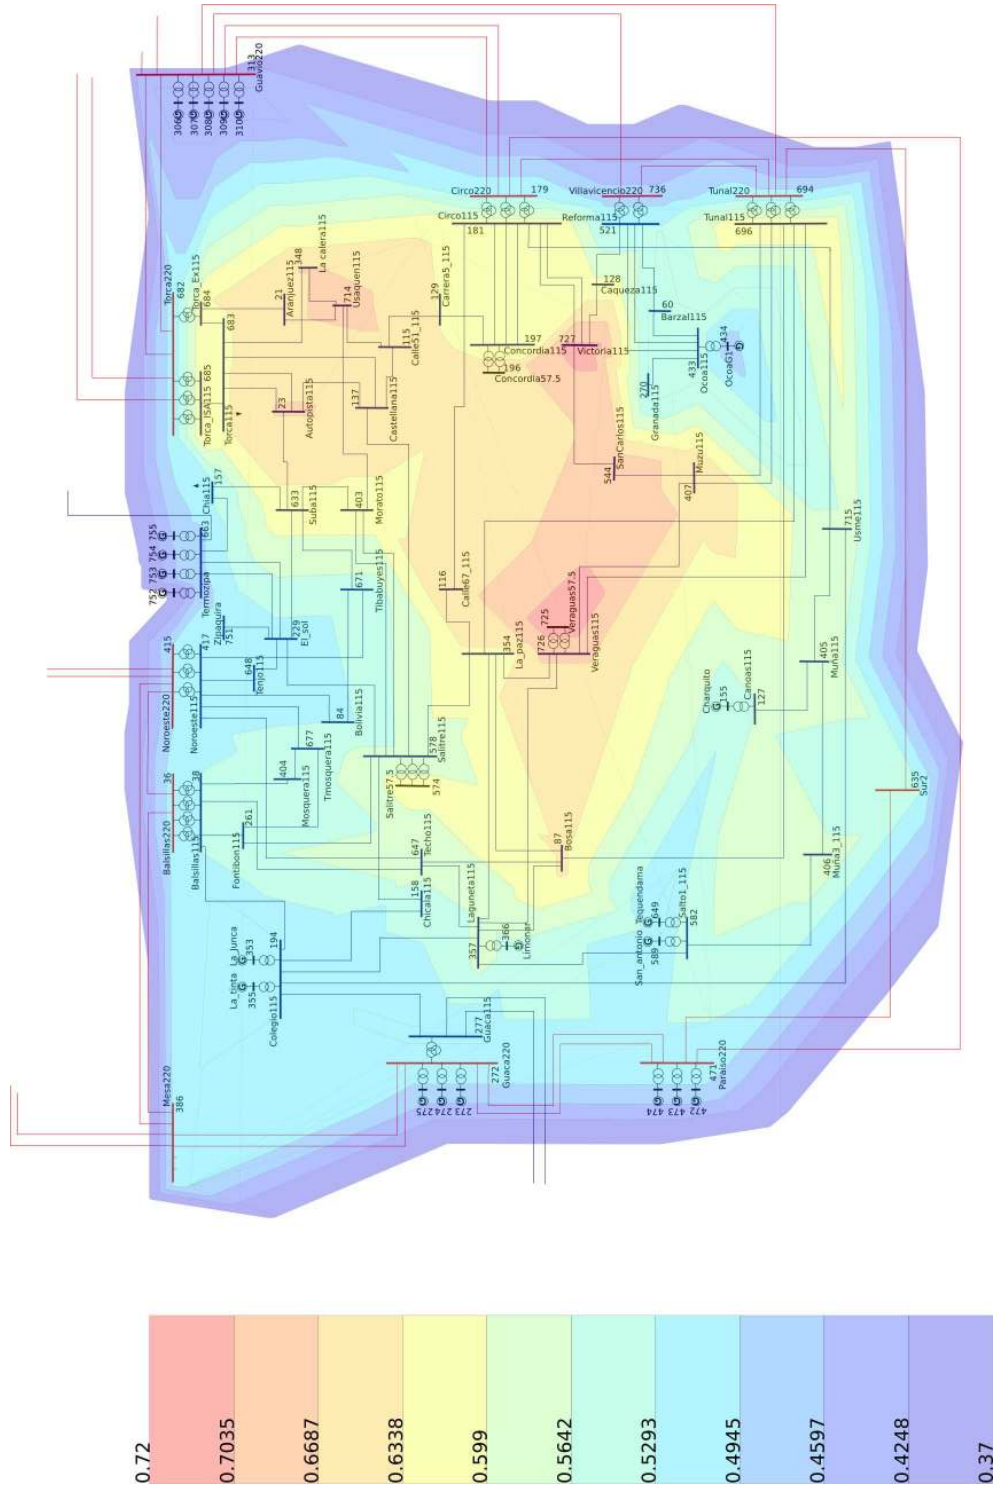 313
Guavio220
306
307
308
309
310
Circo220
179
Circo115
181
Villavicencio220
736
Reforma115
521
Tunal220
694
Tunal115
696
Torca220
682
Torca_Ex115
684
683
685
Torca_ISA115
Torca115
348
La calera115
21
Aranjuez115
714
Usaquen115
23
Autopista115
137
Castellana115
115
Calle51_115
129
Carrera5_115
197
Concordia115
196
Concordia57.5
727
Victoria115
128
Caqueza115
60
Barzal115
433
Ocoa115
434
OcoaG1
270
Granada115
544
SanCarlos115
407
Muzu115
157
Chia115
633
Suba115
403
Morato115
755
754
753
752
663
Termozipa
Zipaquira
751
229
El_sol
671
Tibabuyes115
116
Calle67_115
354
La_paz115
725
Veraguas57.5
726
Veraguas115
715
Usme115
405
Muña115
155
Charquito
Canoas115
127
415
Noroeste220
417
Noroeste115
648
Tenjo115
84
Bolivia115
677
Tmosquera115
404
Mosquera115
578
Salitre115
Salitre57.5
574
36
Balsillas220
38
Balsillas115
261
Fontibon115
647
Techo115
158
Chicala115
87
Bosa115
Laguneta115
357
366
Limonar
406
Muña3_115
635
Sur2
Tequendama
649
San_antonio
589
Salto1_115
582
La_Junca
353
La_tinta
355
194
Colegio115
277
Guaca115
272
Guaca220
275
274
273
471
Paraiso220
474
473
472
Mesa220
386
0.72
0.7035
0.6687
0.6338
0.599
0.5642
0.5293
0.4945
0.4597
0.4248
0.37